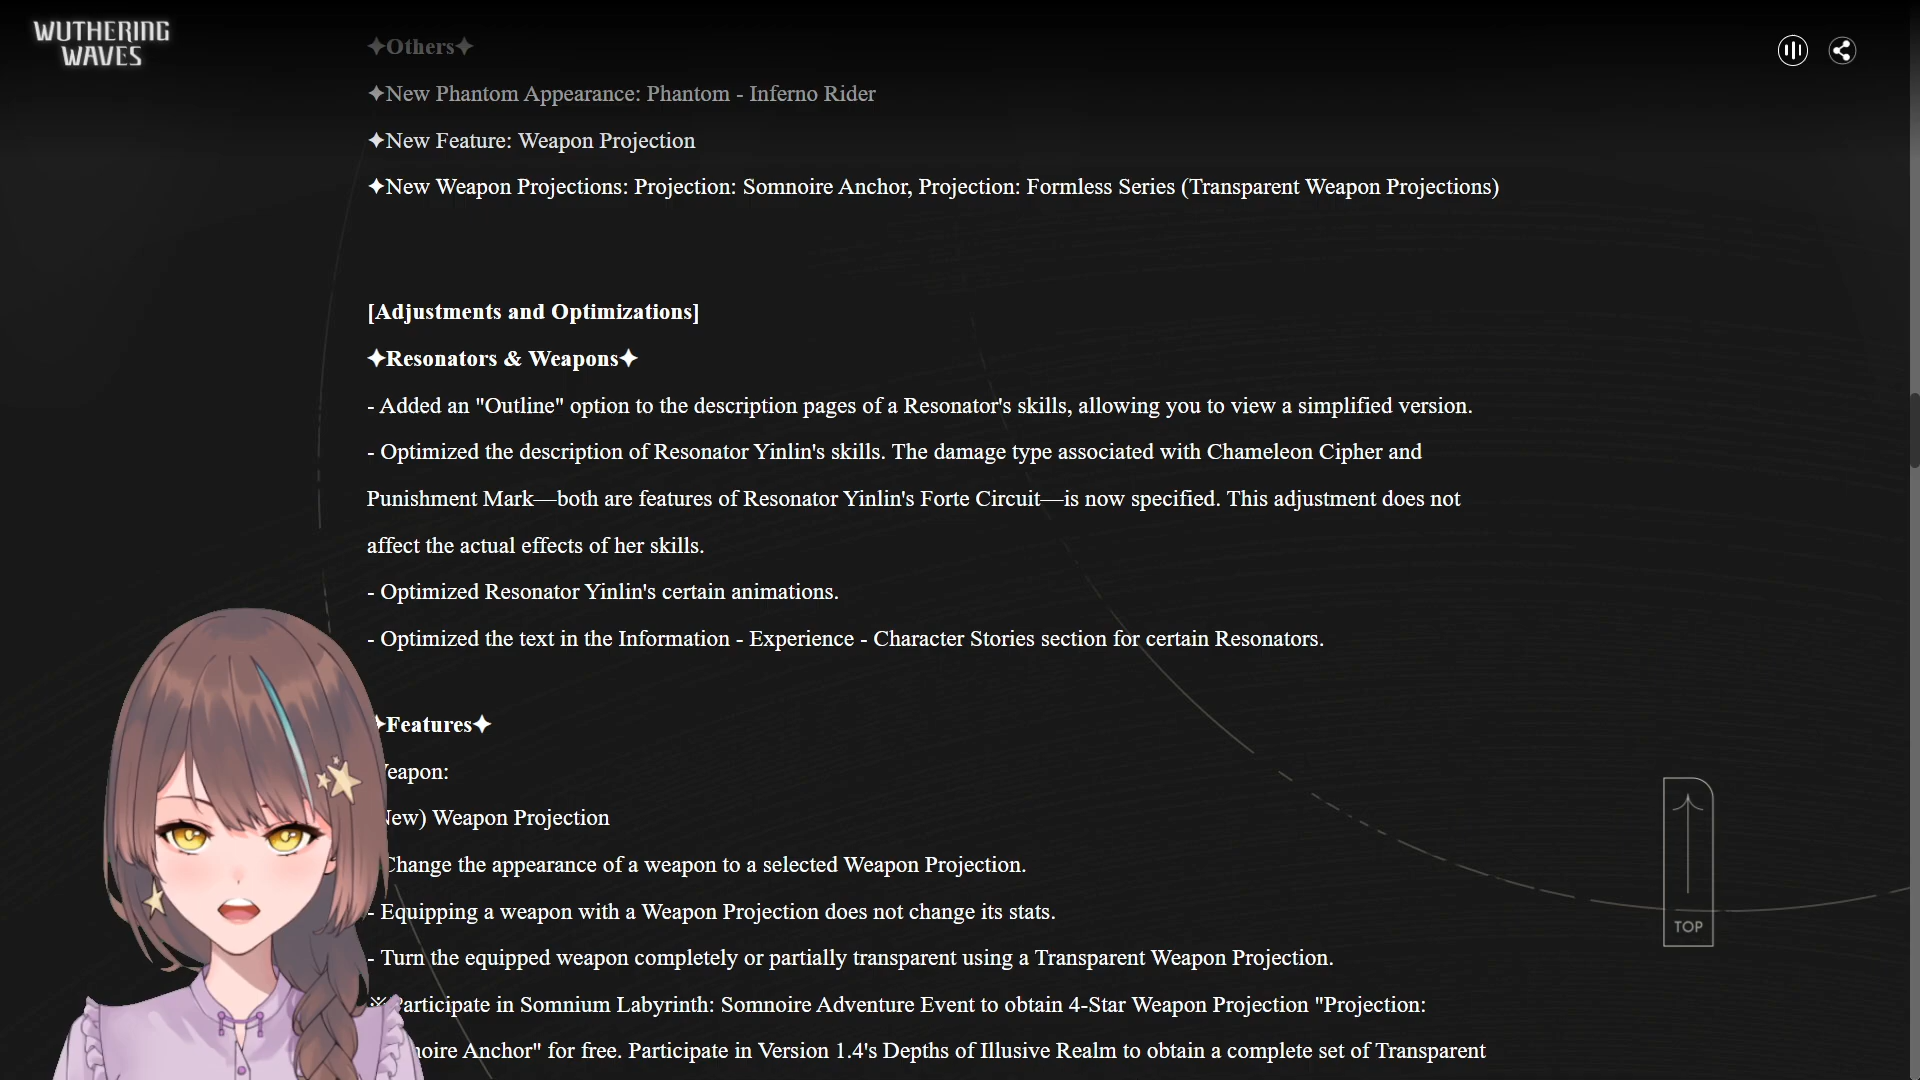 WUTHERING
WAVES
✦Others✦
✦New Phantom Appearance: Phantom - Inferno Rider
✦New Feature: Weapon Projection
✦New Weapon Projections: Projection: Somnoire Anchor, Projection: Formless Series (Transparent Weapon Projections)
[Adjustments and Optimizations]
✦Resonators & Weapons✦
- Added an "Outline" option to the description pages of a Resonator's skills, allowing you to view a simplified version.
- Optimized the description of Resonator Yinlin's skills. The damage type associated with Chameleon Cipher and
Punishment Mark—both are features of Resonator Yinlin's Forte Circuit—is now specified. This adjustment does not
affect the actual effects of her skills.
- Optimized Resonator Yinlin's certain animations.
- Optimized the text in the Information - Experience - Character Stories section for certain Resonators.
✦Features✦
eapon:
ew) Weapon Projection
Change the appearance of a weapon to a selected Weapon Projection.
- Equipping a weapon with a Weapon Projection does not change its stats.
- Turn the equipped weapon completely or partially transparent using a Transparent Weapon Projection.
※Participate in Somnium Labyrinth: Somnoire Adventure Event to obtain 4-Star Weapon Projection "Projection:
noire Anchor" for free. Participate in Version 1.4's Depths of Illusive Realm to obtain a complete set of Transparent
TOP